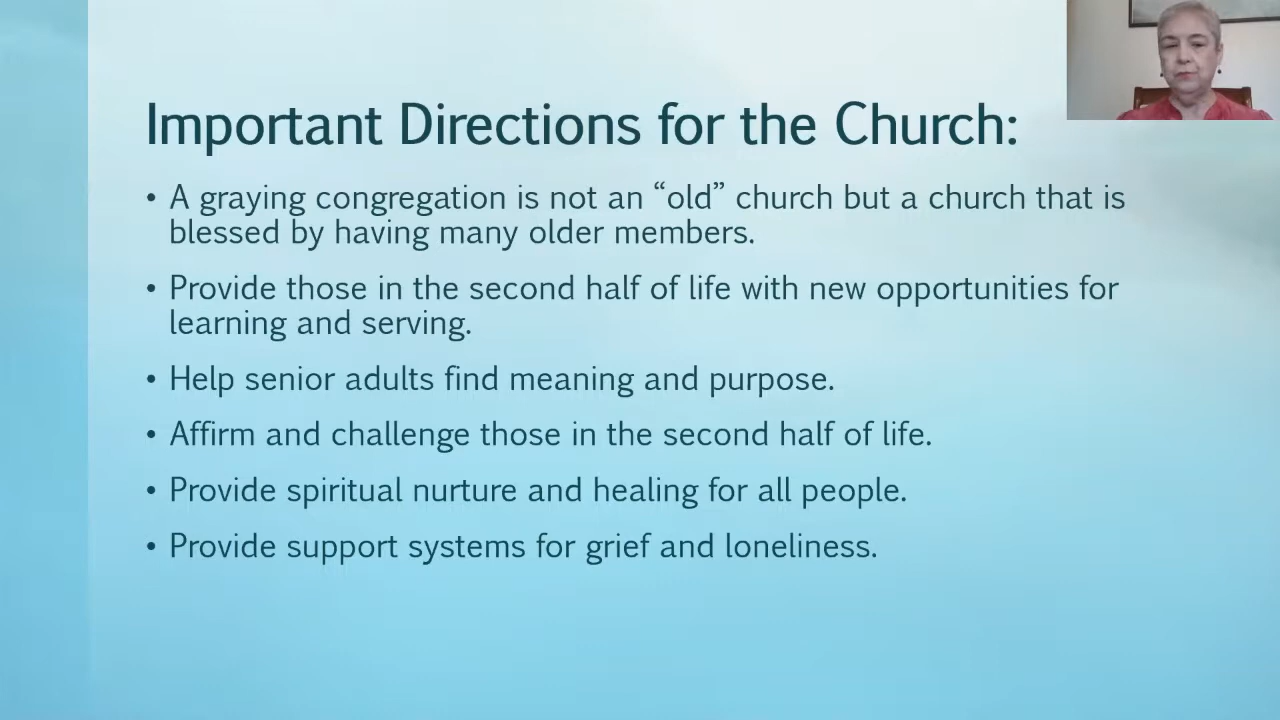 Important Directions for the Church:
• A graying congregation is not an “old” church but a church that is
blessed by having many older members.
• Provide those in the second half of life with new opportunities for
learning and serving.
• Help senior adults find meaning and purpose.
• Affirm and challenge those in the second half of life.
• Provide spiritual nurture and healing for all people.
• Provide support systems for grief and loneliness.